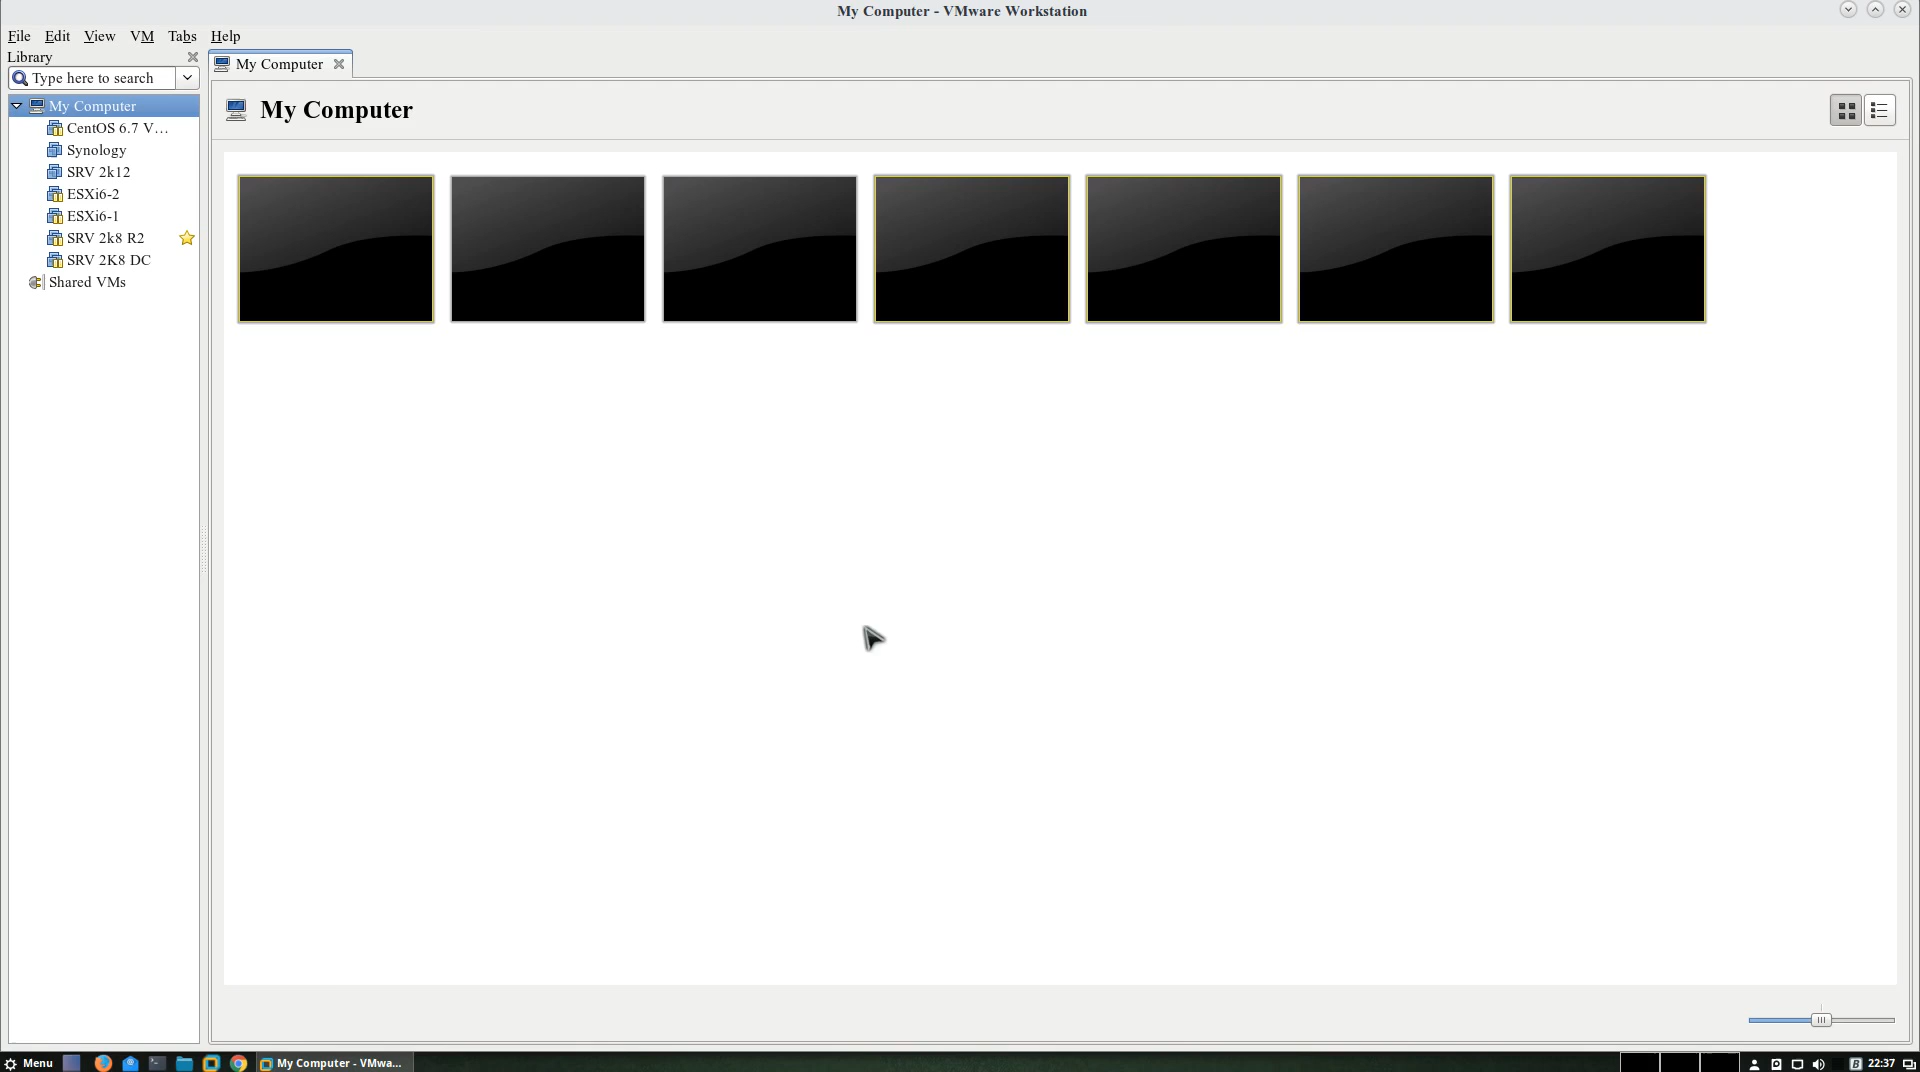 My Computer - VMware Workstation
File Edit View VM Tabs Help
Library
My Computer
Type here to search
My Computer
My Computer
CentOS 6.7 V...
Synology
SRV 2k12
ESXi6-2
ESXi6-1
SRV 2k8 R2
SRV 2K8 DC
Shared VMs
Menu My Computer - VMwa... B 22:37